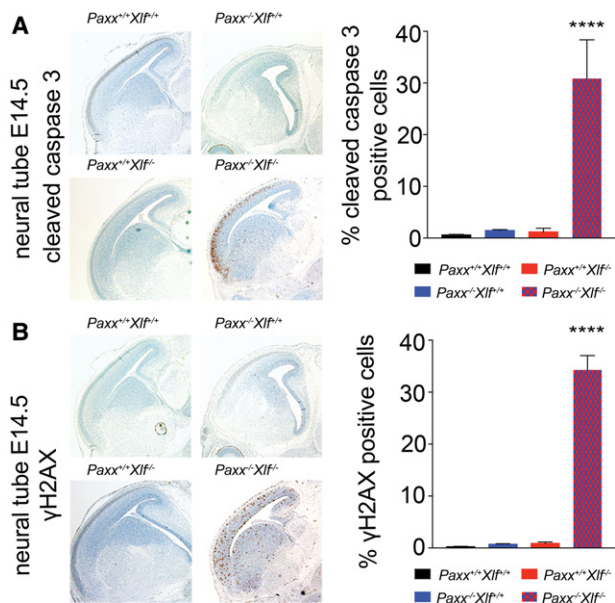 A
neural tube E14.5
cleaved caspase 3
Paxx+/+Xlf+/+
Paxx-/-Xlf+/+
Paxx+/+Xlf-/-
Paxx-/-Xlf-/-
% cleaved caspase 3
positive cells
40
30
20
10
0
****
Paxx+/+Xlf+/+
Paxx+/+Xlf-/-
Paxx-/-Xlf+/+
Paxx-/-Xlf-/-
B
neural tube E14.5
γH2AX
Paxx+/+Xlf+/+
Paxx-/-Xlf+/+
Paxx+/+Xlf-/-
Paxx-/-Xlf-/-
% γH2AX positive cells
40
30
20
10
0
****
Paxx+/+Xlf+/+
Paxx+/+Xlf-/-
Paxx-/-Xlf+/+
Paxx-/-Xlf-/-